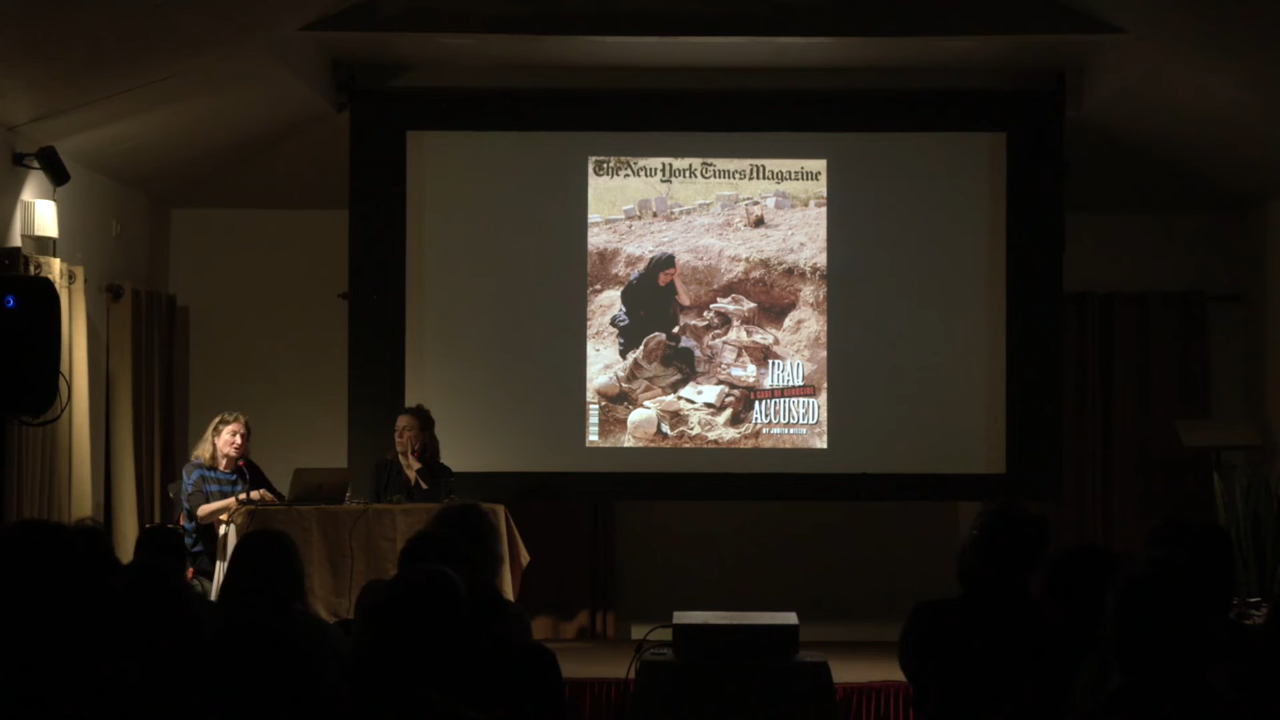 The New York Times Magazine
IRAQ
A CASE OF GENOCIDE
ACCUSED
BY JUDITH MILLER